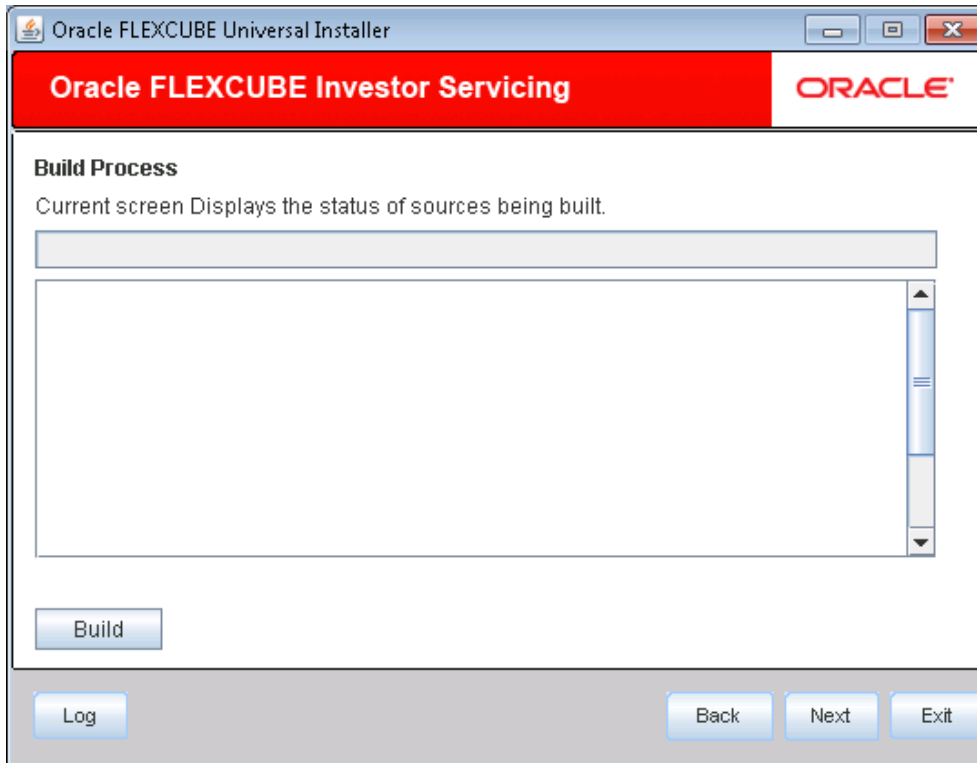 Oracle FLEXCUBE Universal Installer
Oracle FLEXCUBE Investor Servicing
ORACLE
Build Process
Current screen Displays the status of sources being built.
Build
Log
Back
Next
Exit